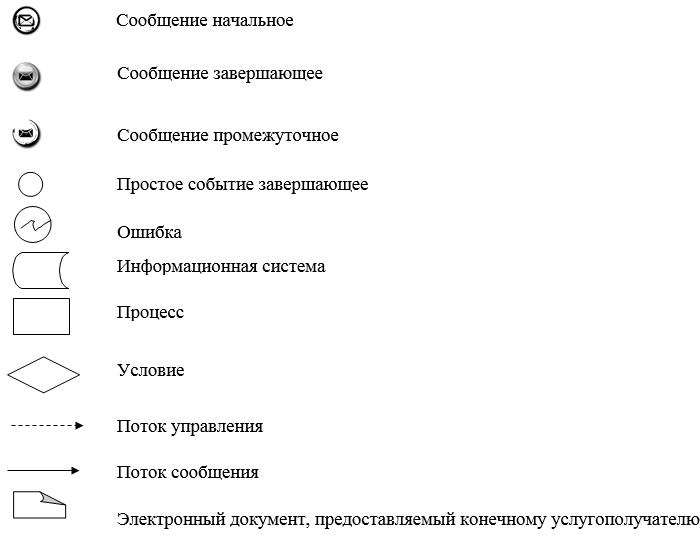 Сообщение начальное
Сообщение завершающее
Сообщение промежуточное
Простое событие завершающее
Ошибка
Информационная система
Процесс
Условие
Поток управления
Поток сообщения
Электронный документ, предоставляемый конечному услугополучателю